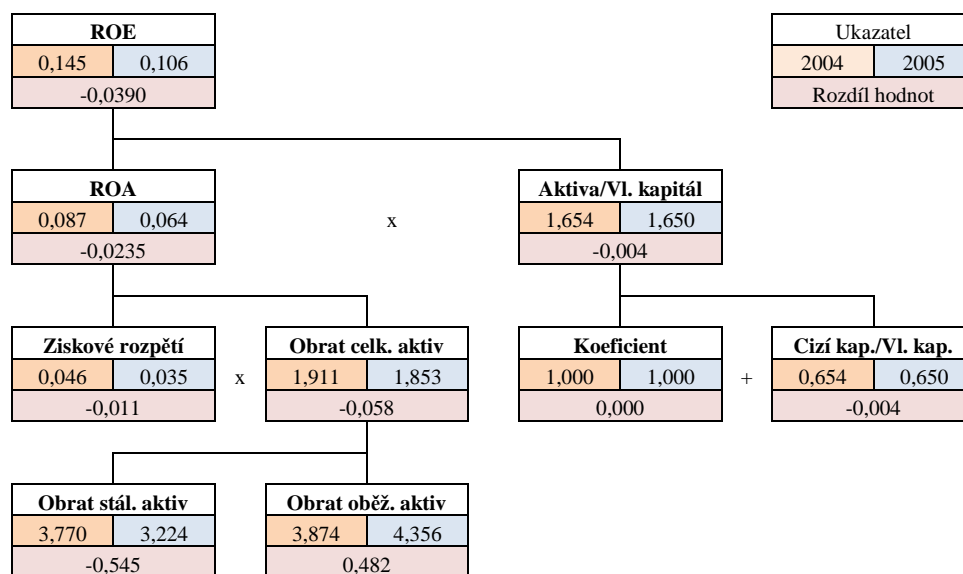 ROE
0,145 0,106
-0,0390
Ukazatel
2004 2005
Rozdíl hodnot
ROA
0,087 0,064
-0,0235
x
Aktiva/Vl. kapitál
1,654 1,650
-0,004
Ziskové rozpětí
0,046 0,035
-0,011
x
Obrat celk. aktiv
1,911 1,853
-0,058
Koeficient
1,000 1,000
0,000
+
Cizí kap./Vl. kap.
0,654 0,650
-0,004
Obrat stál. aktiv
3,770 3,224
-0,545
Obrat oběž. aktiv
3,874 4,356
0,482